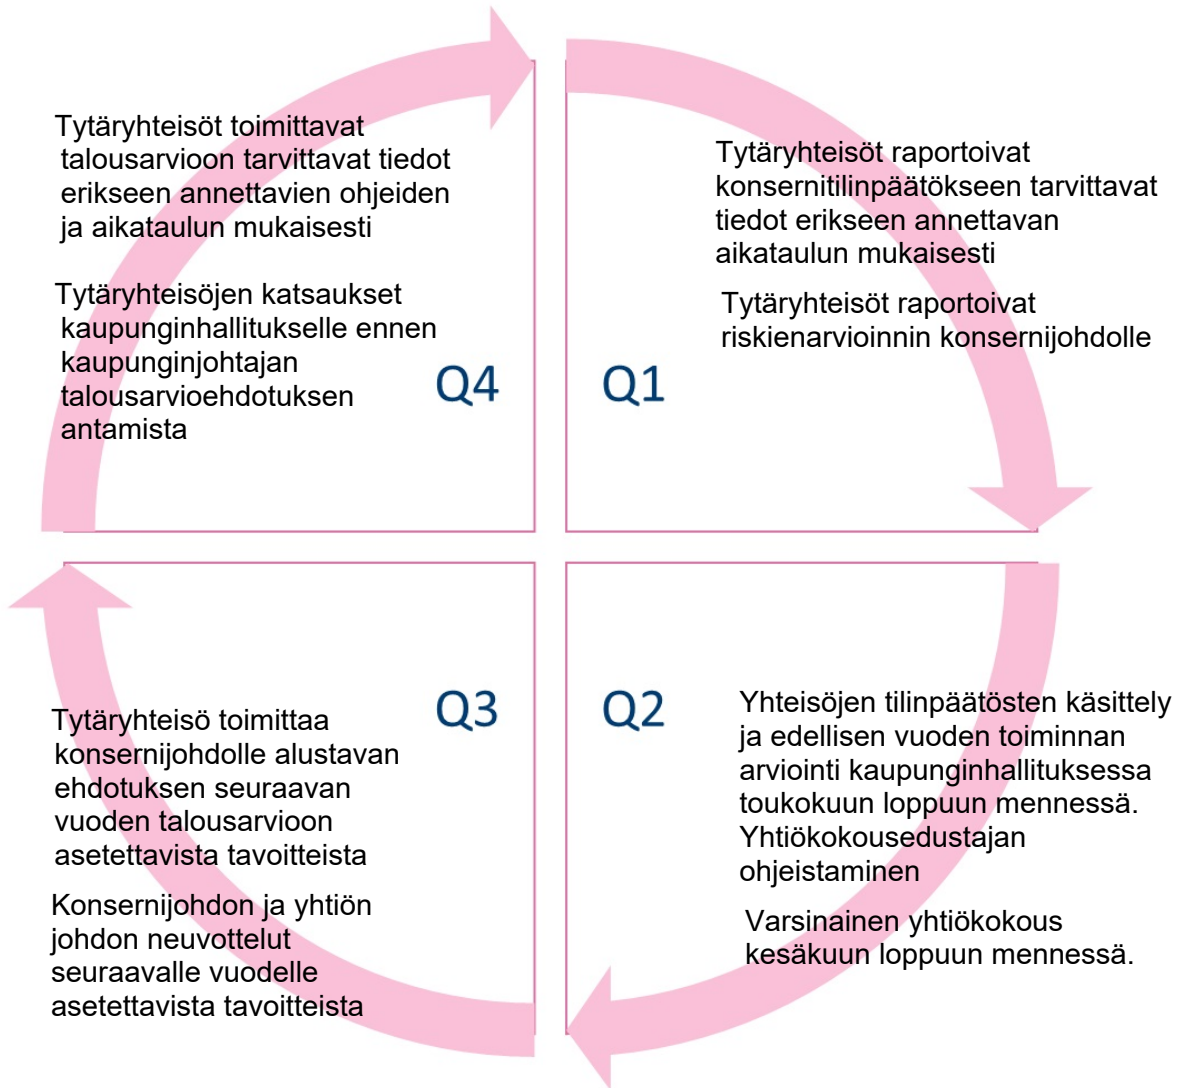 Tytäryhteisöt toimittavat
talousarvioon tarvittavat tiedot
erikseen annettavien ohjeiden
ja aikataulun mukaisesti
Tytäryhteisöjen katsaukset
kaupunginhallitukselle ennen
kaupunginjohtajan
talousarvioehdotuksen
antamista
Q4
Tytäryhteisöt raportoivat
konsernitilinpäätökseen tarvittavat
tiedot erikseen annettavan
aikataulun mukaisesti
Tytäryhteisöt raportoivat
riskienarvioinnin konsernijohdolle
Q1
Tytäryhteisö toimittaa
konsernijohdolle alustavan
ehdotuksen seuraavan
vuoden talousarvioon
asetettavista tavoitteista
Konsernijohdon ja yhtiön
johdon neuvottelut
seuraavalle vuodelle
asetettavista tavoitteista
Q3
Q2
Yhteisöjen tilinpäätösten käsittely
ja edellisen vuoden toiminnan
arviointi kaupunginhallituksessa
toukokuun loppuun mennessä.
Yhtiökokousedustajan
ohjeistaminen
Varsinainen yhtiökokous
kesäkuun loppuun mennessä.